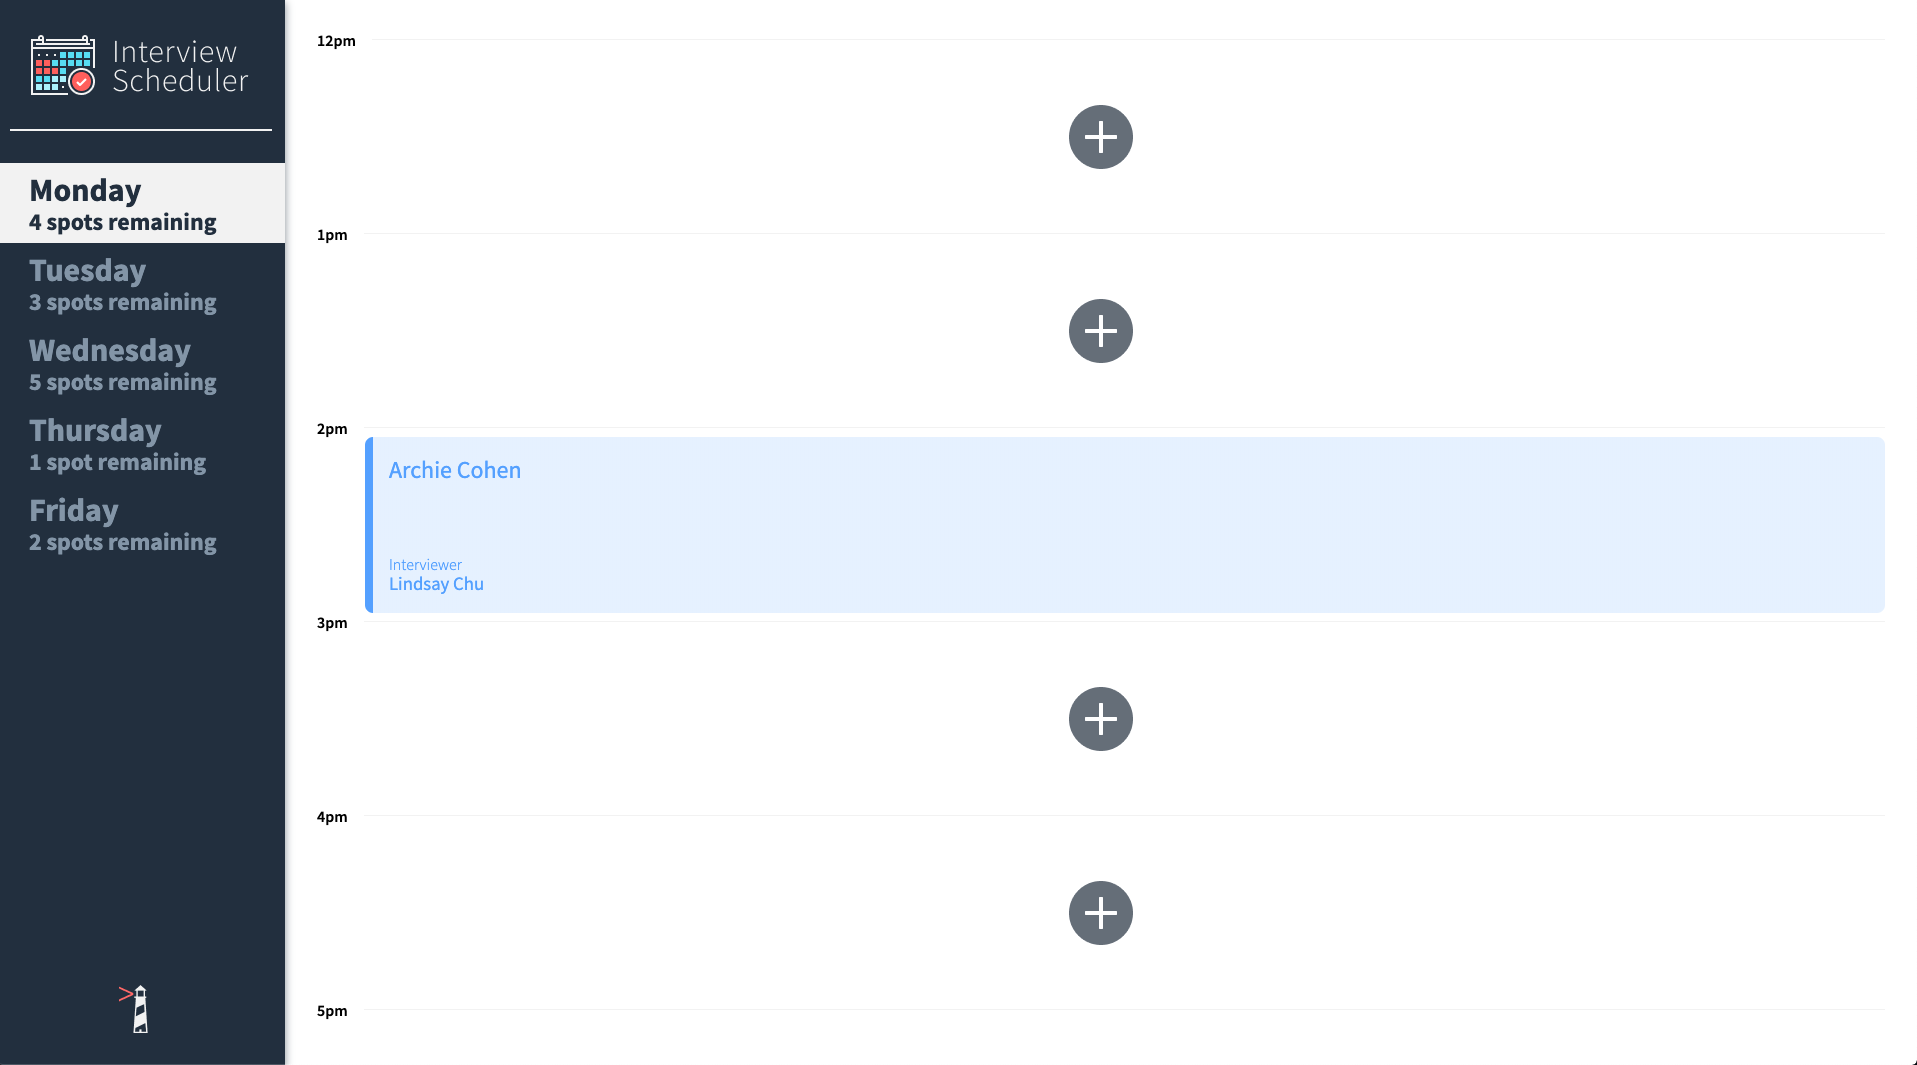 Interview
Scheduler
Monday
4 spots remaining
Tuesday
3 spots remaining
Wednesday
5 spots remaining
Thursday
1 spot remaining
Friday
2 spots remaining
12pm
1pm
2pm
Archie Cohen
Interviewer
Lindsay Chu
3pm
4pm
5pm